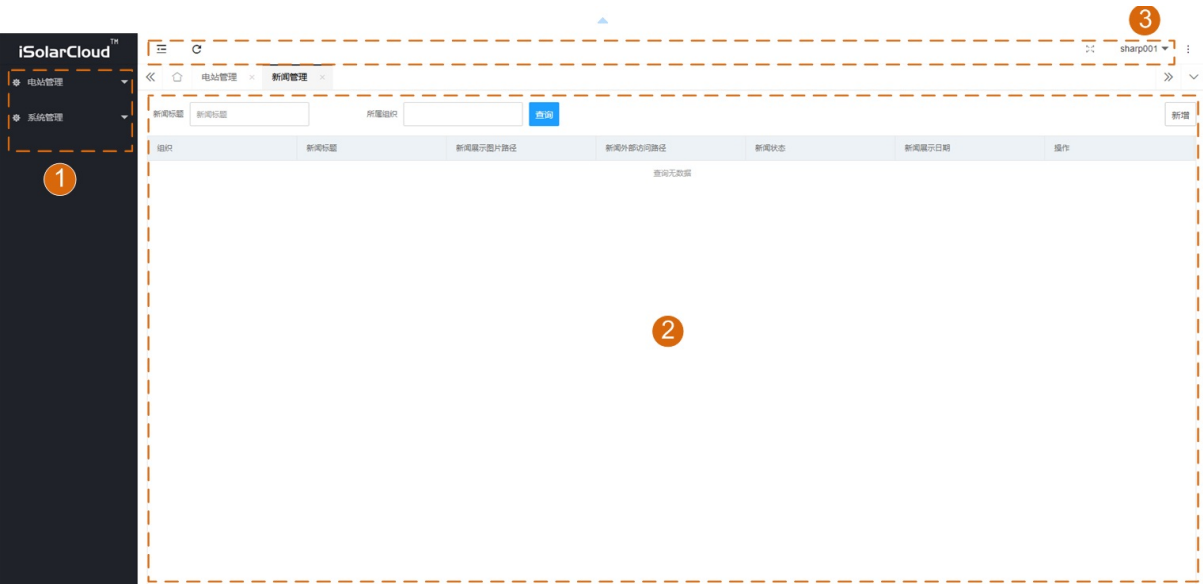 3
iSolarCloud™
sharp001
电站管理
系统管理
1
电站管理 × 新闻管理 ×
新闻标题 新闻标题 所属组织 查询 新增
组织 新闻标题 新闻展示图片路径 新闻外部访问路径 新闻状态 新闻展示日期 操作
查询无数据
2